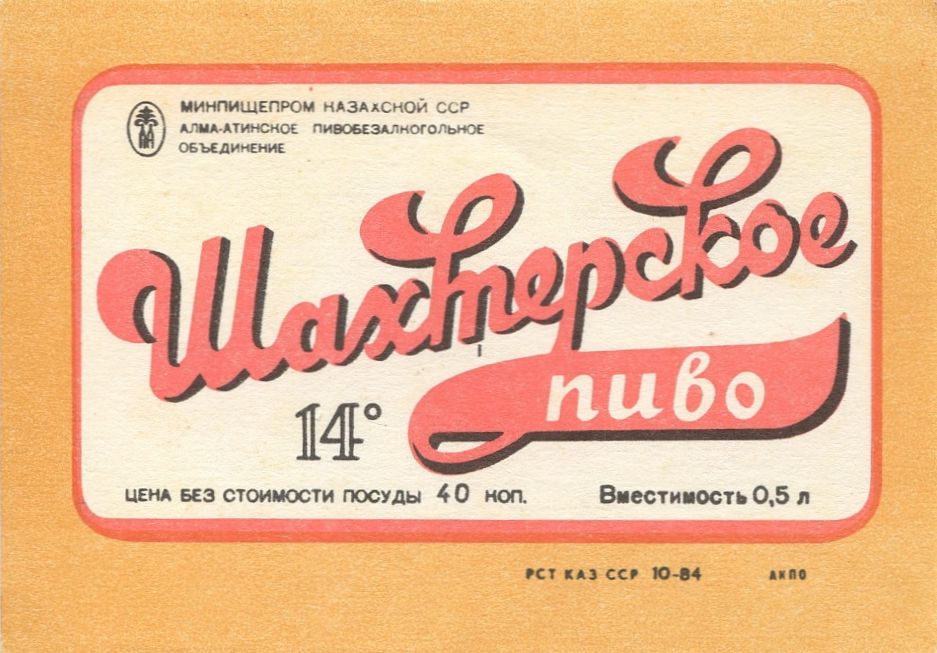 МИНПИЩЕПРОМ КАЗАХСКОЙ ССР
АЛМА-АТИНСКОЕ ПИВОБЕЗАЛКОГОЛЬНОЕ
ОБЪЕДИНЕНИЕ
Шахтерское
пиво
14°
ЦЕНА БЕЗ СТОИМОСТИ ПОСУДЫ 40 КОП. Вместимость 0,5 л
РСТ КАЗ ССР 10-84 АКПО